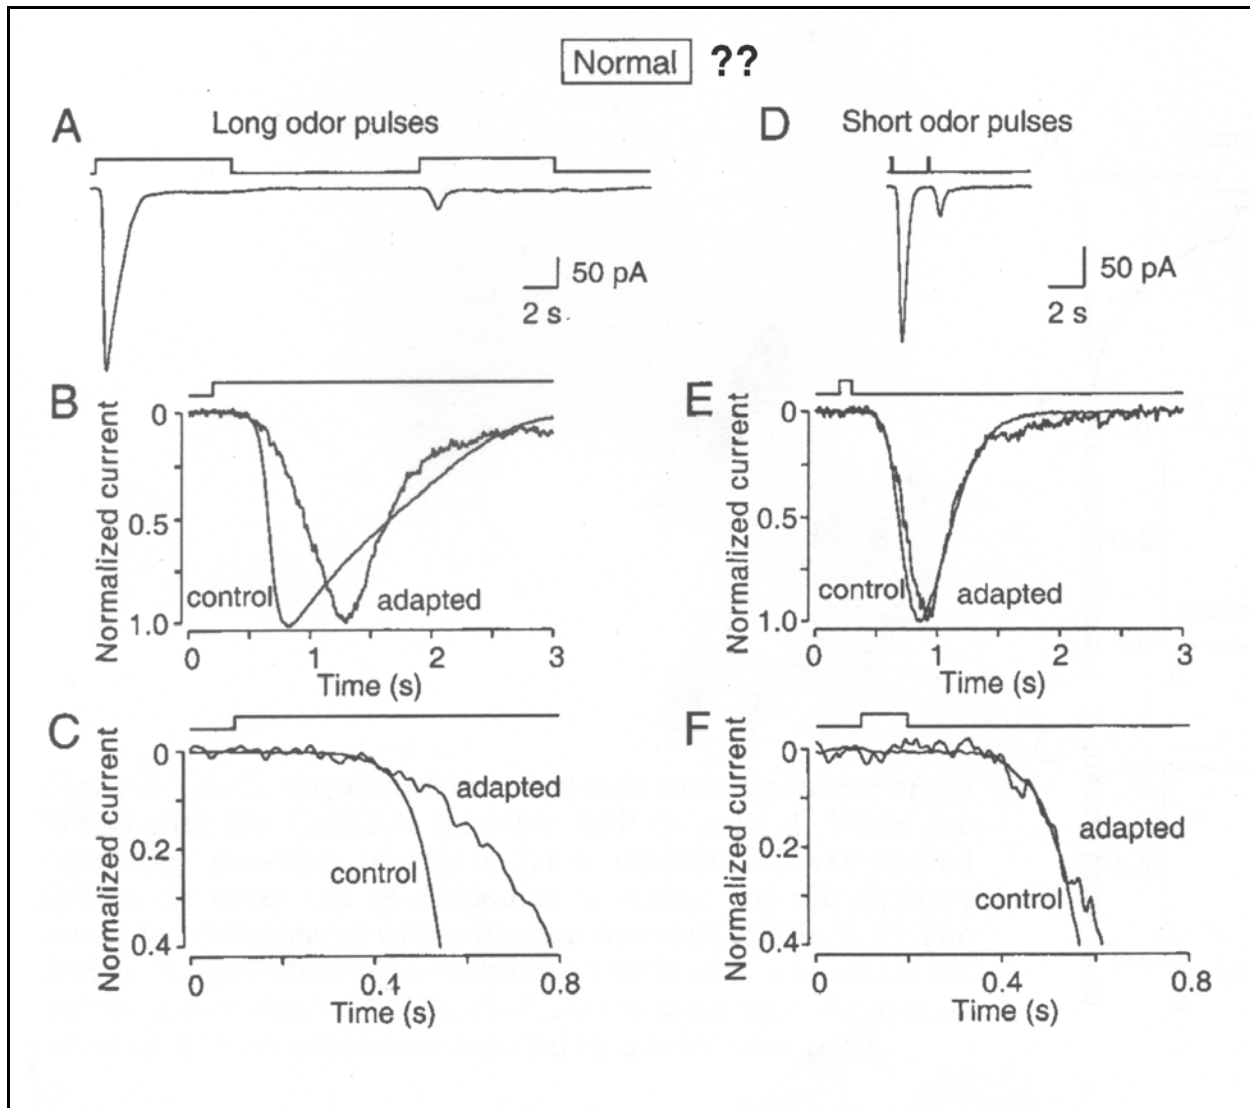 Normal ??
A
Long odor pulses
50 pA
2 s
B
Normalized current
0
0.5
1.0
control
adapted
0
1
2
3
Time (s)
C
Normalized current
0
0.2
0.4
adapted
control
0
0.4
0.8
Time (s)
D
Short odor pulses
50 pA
2 s
E
Normalized current
0
0.5
1.0
control
adapted
0
1
2
3
Time (s)
F
Normalized current
0
0.2
0.4
adapted
control
0
0.4
0.8
Time (s)